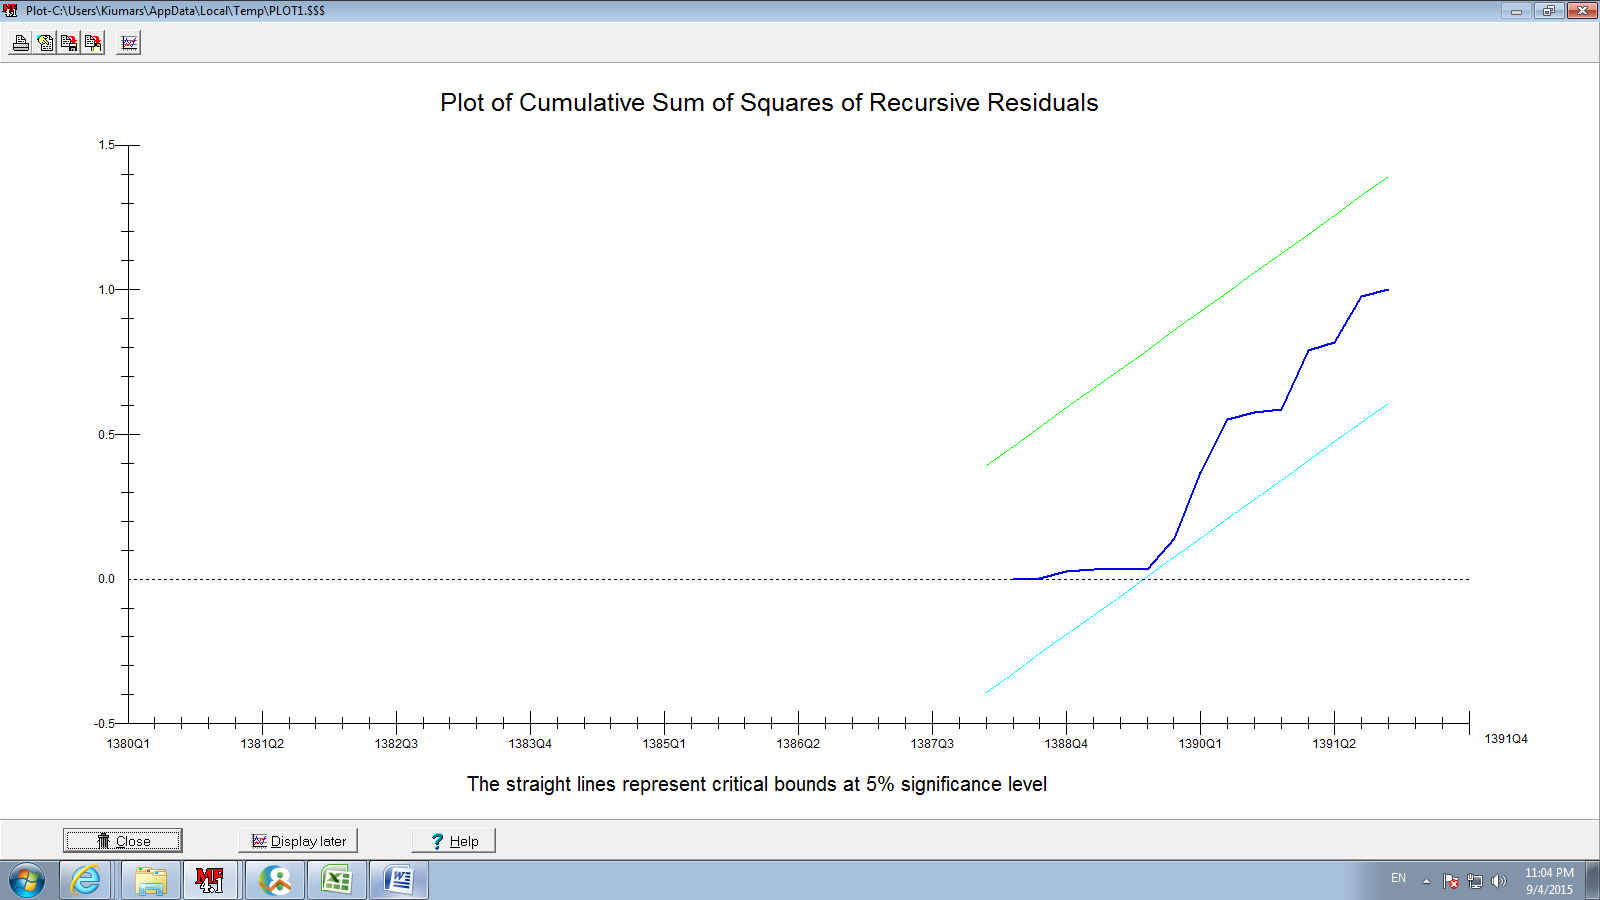 Plot-C:\Users\Kiumars\AppData\Local\Temp\PLOT1.$$$
Plot of Cumulative Sum of Squares of Recursive Residuals
1.5
1.0
0.5
0.0
-0.5
1380Q1 1381Q2 1382Q3 1383Q4 1385Q1 1386Q2 1387Q3 1388Q4 1390Q1 1391Q2 1391Q4
The straight lines represent critical bounds at 5% significance level
Close Display later ? Help
MF 4.1 EN 11:04 PM
9/4/2015